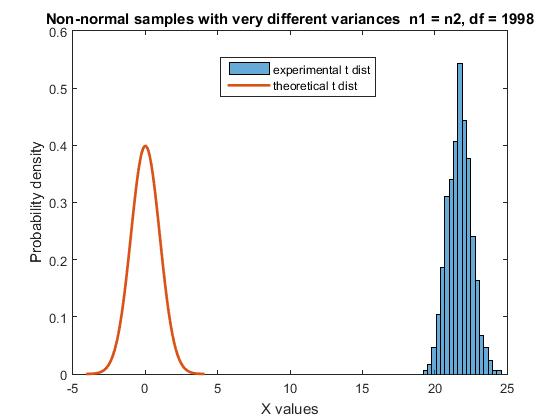 Non-normal samples with very different variances  n1 = n2, df = 1998
0.6
0.5
0.4
0.3
0.2
0.1
0
Probability density
experimental t dist
theoretical t dist
-5
0
5
10
15
20
25
X values